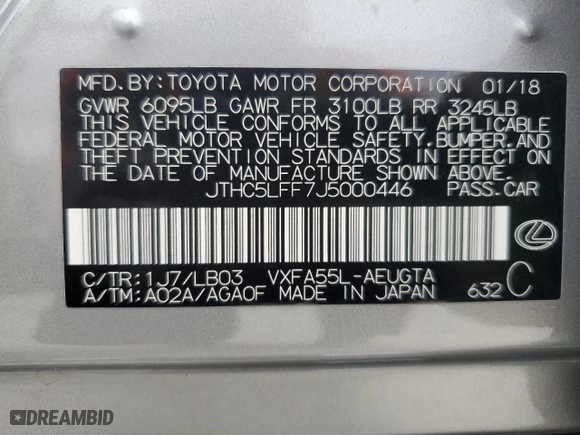 MFD. BY: TOYOTA MOTOR CORPORATION 01/18
GVWR 6095LB GAWR FR 3100LB RR 3245LB
THIS VEHICLE CONFORMS TO ALL APPLICABLE
FEDERAL MOTOR VEHICLE SAFETY, BUMPER, AND
THEFT PREVENTION STANDARDS IN EFFECT ON
THE DATE OF MANUFACTURE SHOWN ABOVE.
JTHC5LFF7J5000446 PASS. CAR
C/TR: 1J7/LB03 VXFA55L-AEUGTA
A/TM: A02A/AGA0F MADE IN JAPAN 632 C
DREAMBID